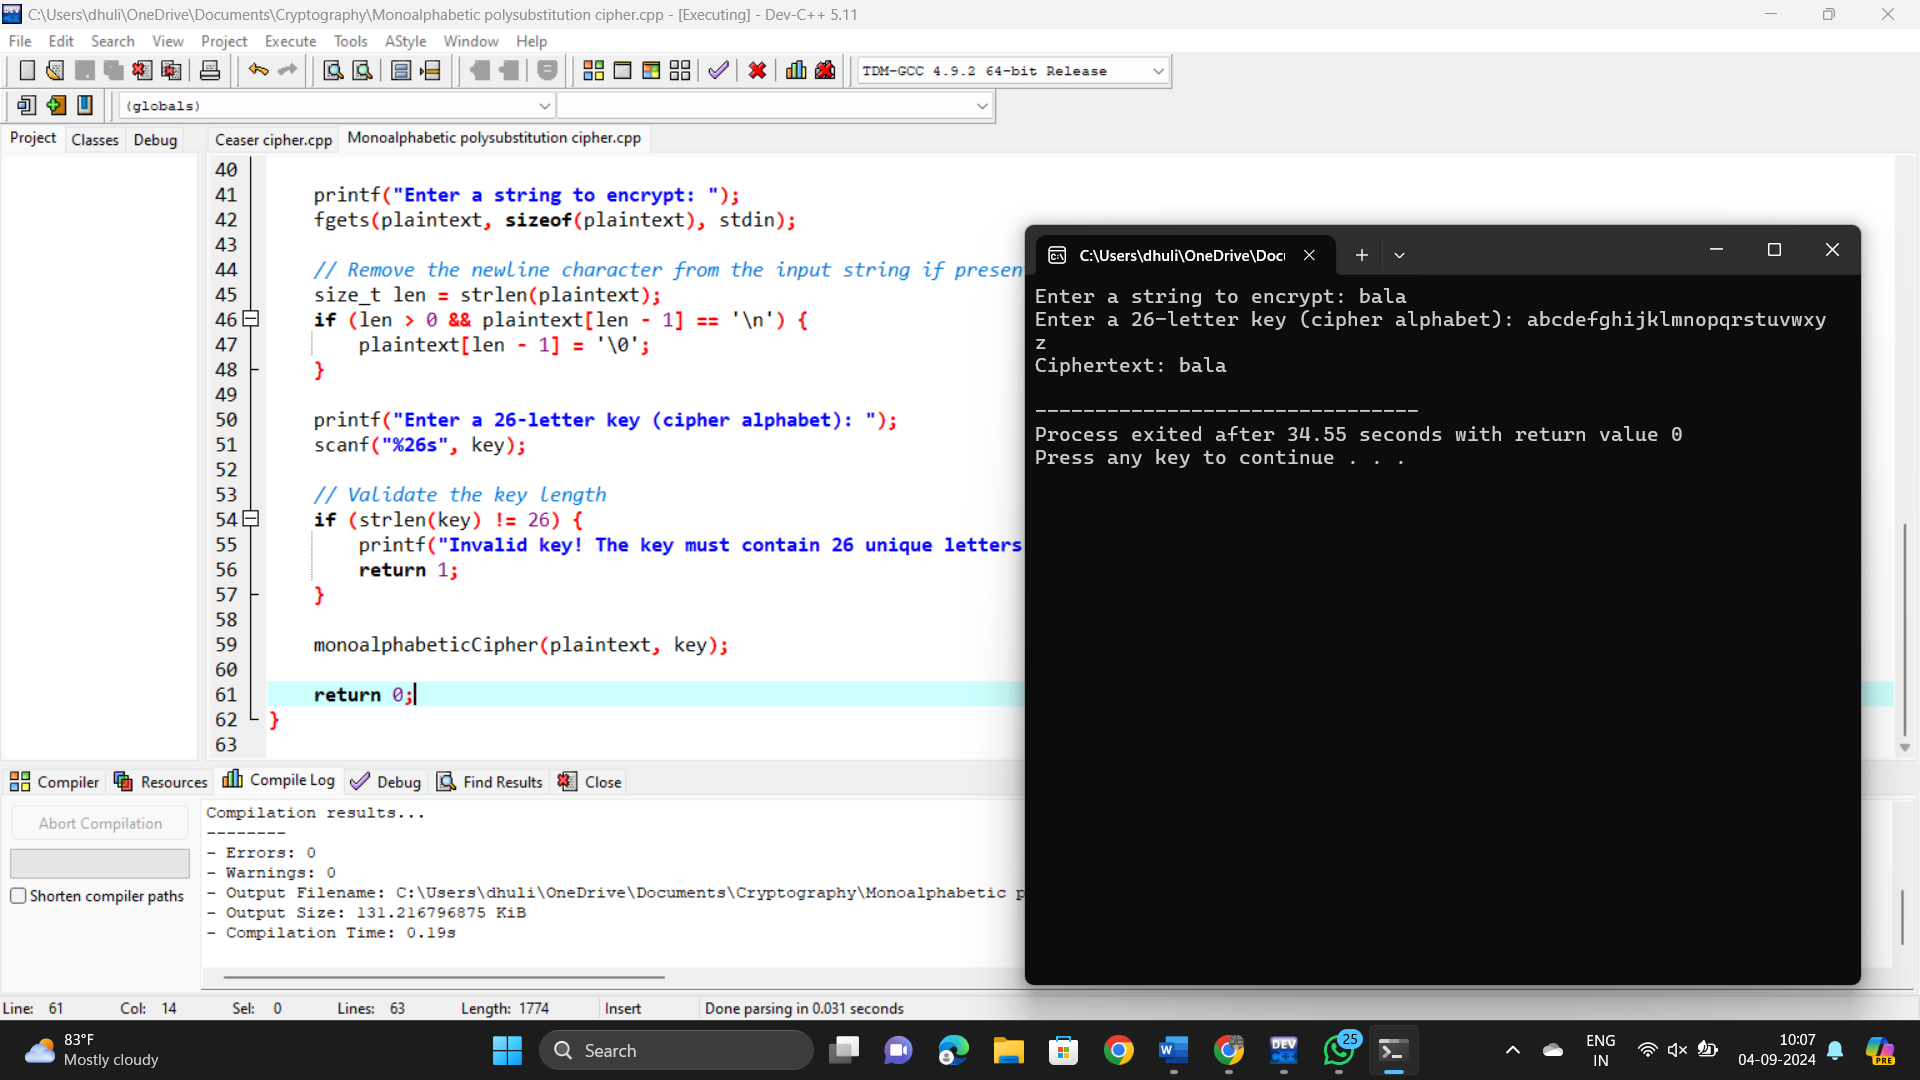 C:\Users\dhuli\OneDrive\Documents\Cryptography\Monoalphabetic polysubstitution cipher.cpp - [Executing] - Dev-C++ 5.11
File Edit Search View Project Execute Tools AStyle Window Help
TDM-GCC 4.9.2 64-bit Release
(globals)
Project Classes Debug
Ceaser cipher.cpp Monoalphabetic polysubstitution cipher.cpp
40
41 printf("Enter a string to encrypt: ");
42 fgets(plaintext, sizeof(plaintext), stdin);
43
44 // Remove the newline character from the input string if presen
45 size_t len = strlen(plaintext);
46 if (len > 0 && plaintext[len - 1] == '\n') {
47 plaintext[len - 1] = '\0';
48 }
49
50 printf("Enter a 26-letter key (cipher alphabet): ");
51 scanf("%26s", key);
52
53 // Validate the key length
54 if (strlen(key) != 26) {
55 printf("Invalid key! The key must contain 26 unique letters
56 return 1;
57 }
58
59 monoalphabeticCipher(plaintext, key);
60
61 return 0;
62 }
63
C:\Users\dhuli\OneDrive\Doc
Enter a string to encrypt: bala
Enter a 26-letter key (cipher alphabet): abcdefghijklmnopqrstuvwxy
z
Ciphertext: bala
--------------------------------
Process exited after 34.55 seconds with return value 0
Press any key to continue . . .
Compiler Resources Compile Log Debug Find Results Close
Abort Compilation
Shorten compiler paths
Compilation results...
--------
- Errors: 0
- Warnings: 0
- Output Filename: C:\Users\dhuli\OneDrive\Documents\Cryptography\Monoalphabetic p
- Output Size: 131.216796875 KiB
- Compilation Time: 0.19s
Line: 61 Col: 14 Sel: 0 Lines: 63 Length: 1774 Insert Done parsing in 0.031 seconds
83°F
Mostly cloudy
Search
DEV
25
ENG
IN
10:07
04-09-2024
PRE